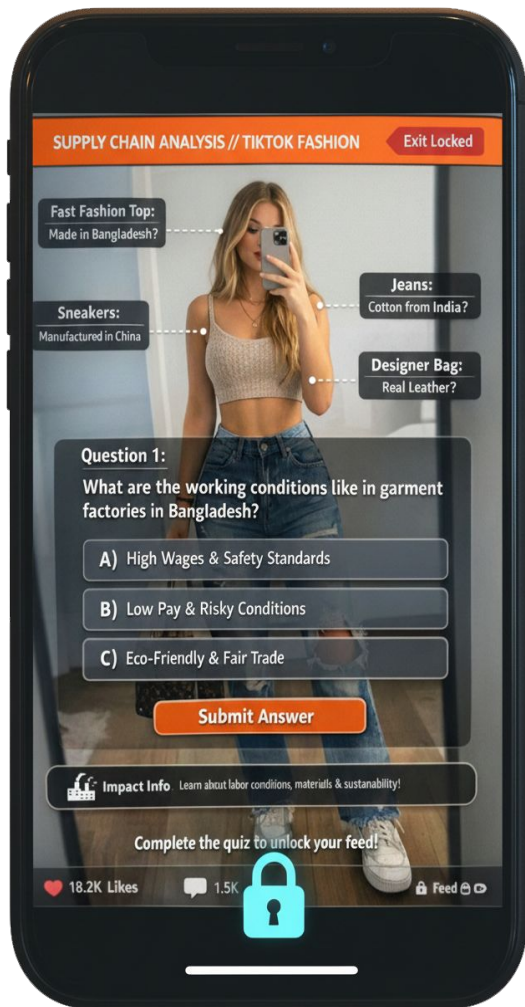 SUPPLY CHAIN ANALYSIS // TIKTOK FASHION
Exit Locked
Fast Fashion Top:
Made in Bangladesh?
Jeans:
Cotton from India?
Sneakers:
Manufactured in China
Designer Bag:
Real Leather?
Question 1:
What are the working conditions like in garment
factories in Bangladesh?
A) High Wages & Safety Standards
B) Low Pay & Risky Conditions
C) Eco-Friendly & Fair Trade
Submit Answer
Impact Info Learn about labor conditions, materials & sustanability!
Complete the quiz to unlock your feed!
18.2K Likes
1.5K
Feed